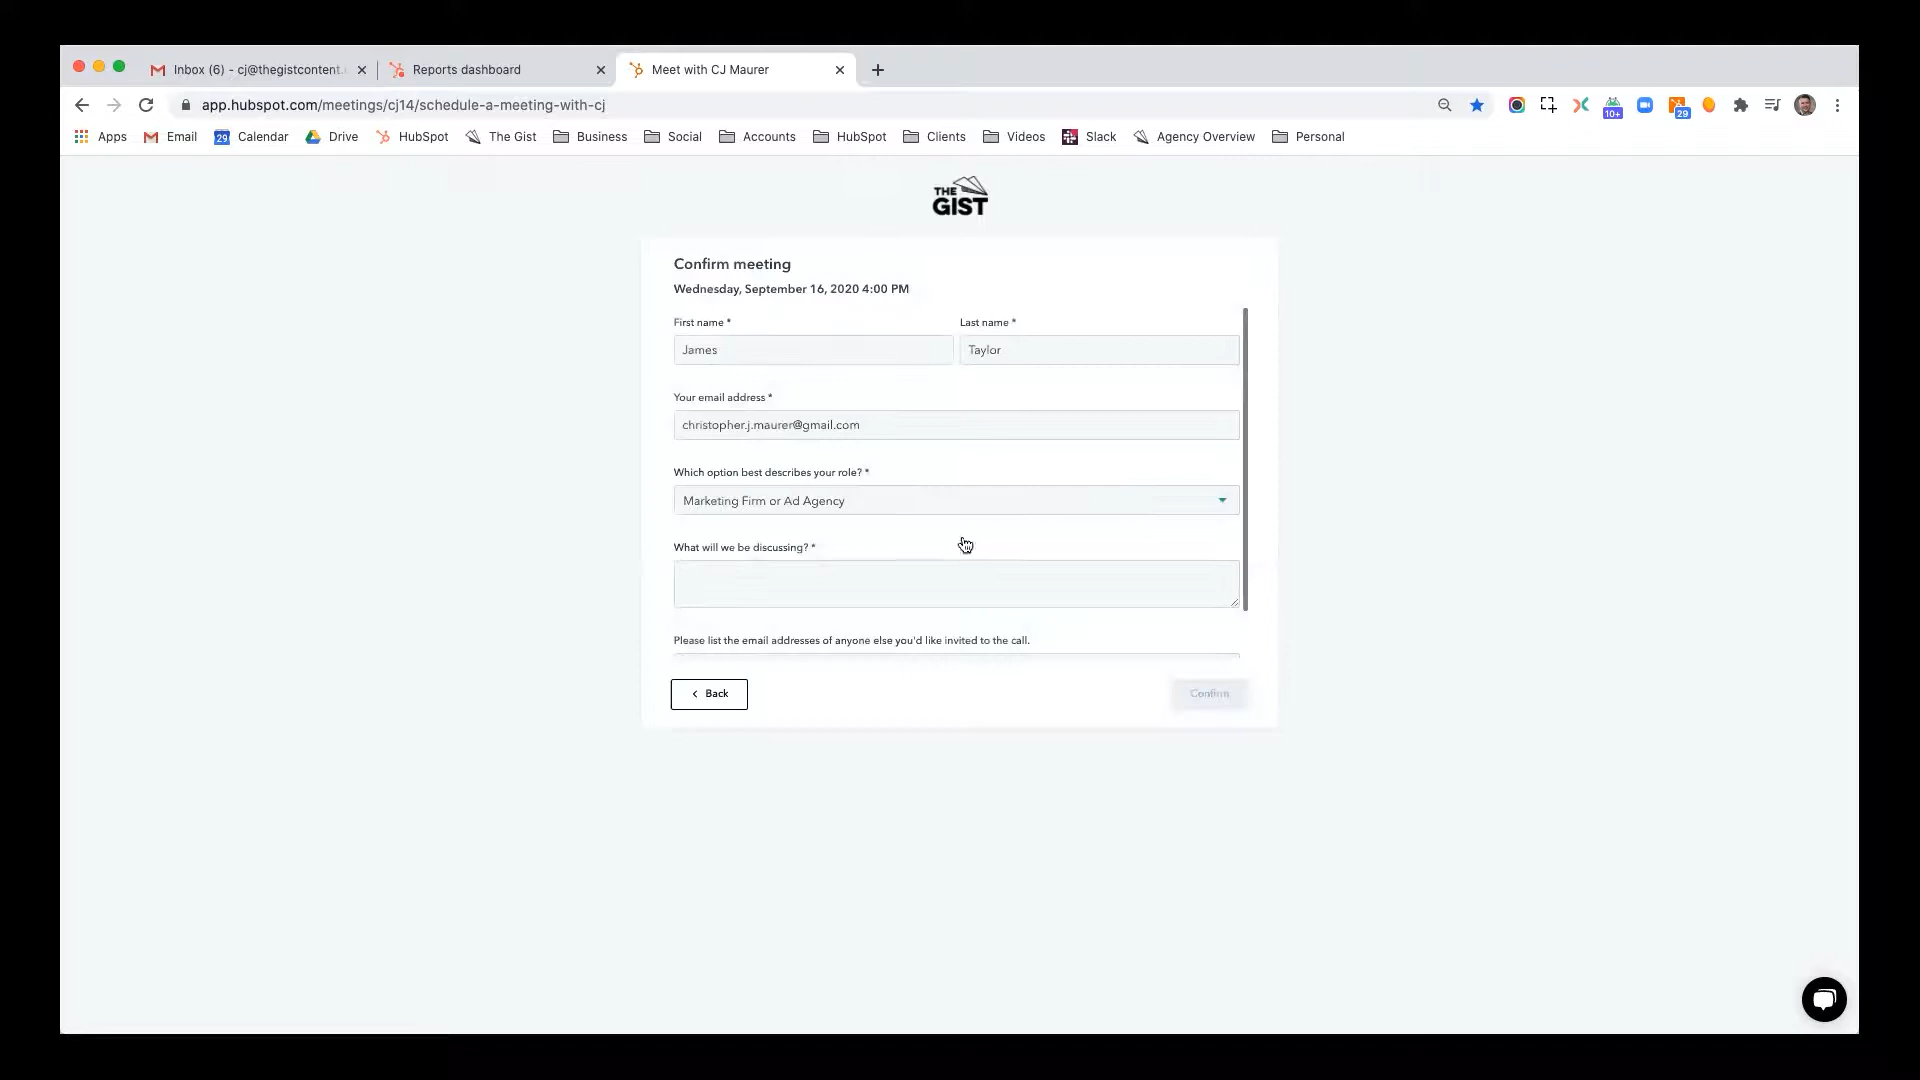 Inbox (6) - cj@thegistcontent.
Reports dashboard
Meet with CJ Maurer
app.hubspot.com/meetings/cj14/schedule-a-meeting-with-cj
10+
29
Apps
Email
29
Calendar
Drive
HubSpot
The Gist
Business
Social
Accounts
HubSpot
Clients
Videos
Slack
Agency Overview
Personal
THE
GIST
Confirm meeting
Wednesday, September 16, 2020 4:00 PM
First name *
Last name *
James
Taylor
Your email address *
christopher.j.maurer@gmail.com
Which option best describes your role? *
Marketing Firm or Ad Agency
What will we be discussing? *
Please list the email addresses of anyone else you'd like invited to the call.
Back
Confirm